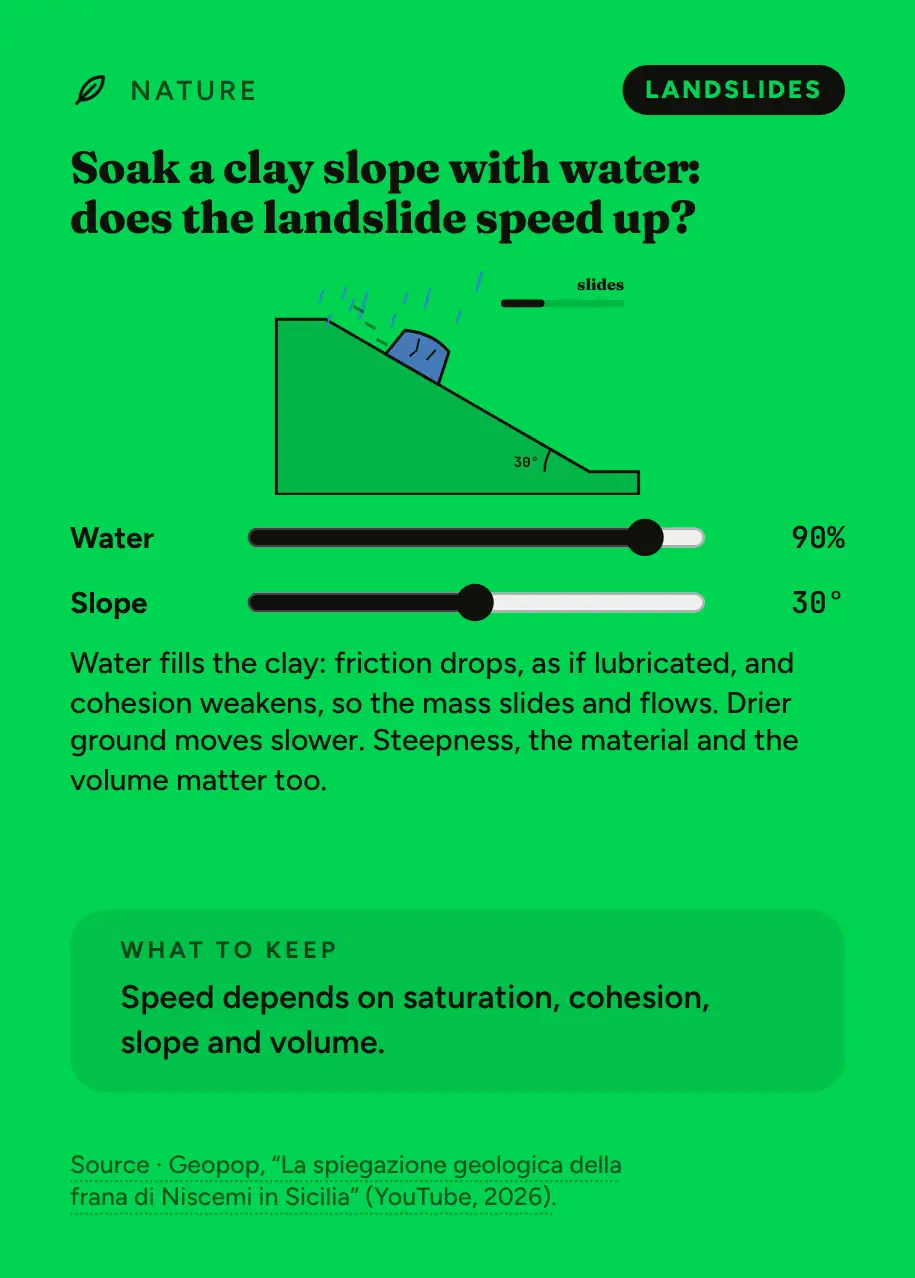 NATURE
LANDSLIDES
Soak a clay slope with water:
does the landslide speed up?
slides
30°
Water
90%
Slope
30°
Water fills the clay: friction drops, as if lubricated, and
cohesion weakens, so the mass slides and flows. Drier
ground moves slower. Steepness, the material and the
volume matter too.
WHAT TO KEEP
Speed depends on saturation, cohesion,
slope and volume.
Source · Geopop, “La spiegazione geologica della
frana di Niscemi in Sicilia” (YouTube, 2026).